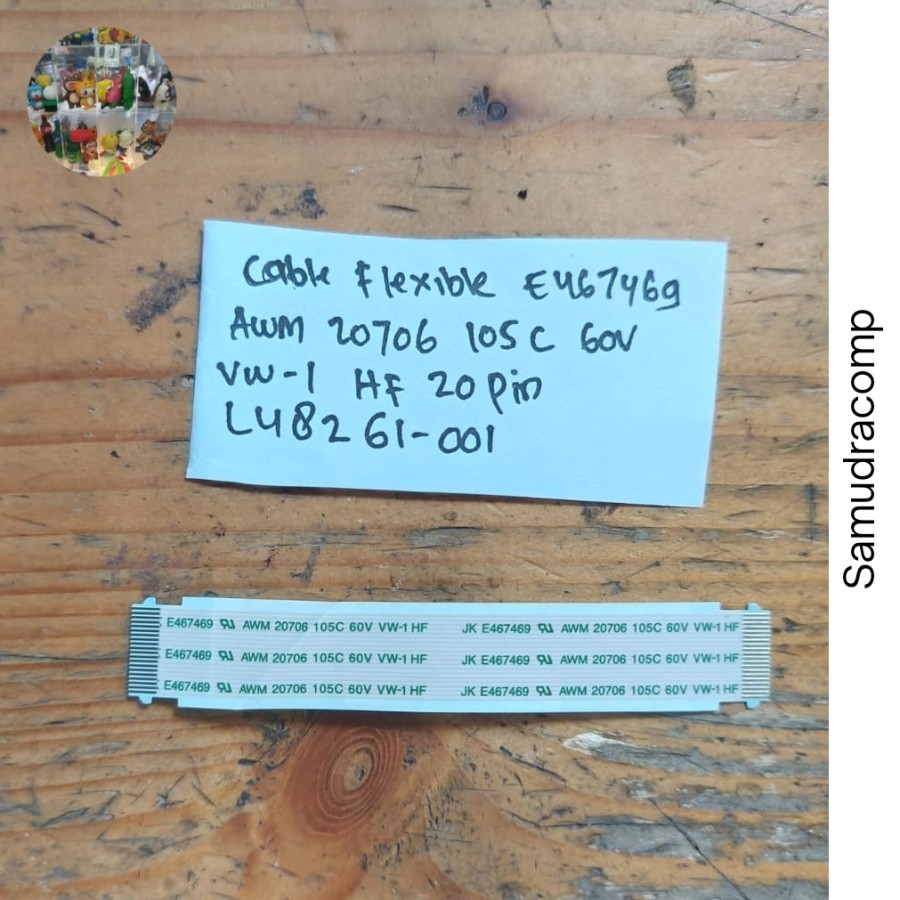 Cable flexible E467469
AWM 20706 105C 60V
VW-1 HF 20 pin
L48261-001
E467469 AWM 20706 105C 60V VW-1 HF JK E467469 AWM 20706 105C 60V VW-1 HF
E467469 AWM 20706 105C 60V VW-1 HF JK E467469 AWM 20706 105C 60V VW-1 HF
E467469 AWM 20706 105C 60V VW-1 HF JK E467469 AWM 20706 105C 60V VW-1 HF
Samudracomp